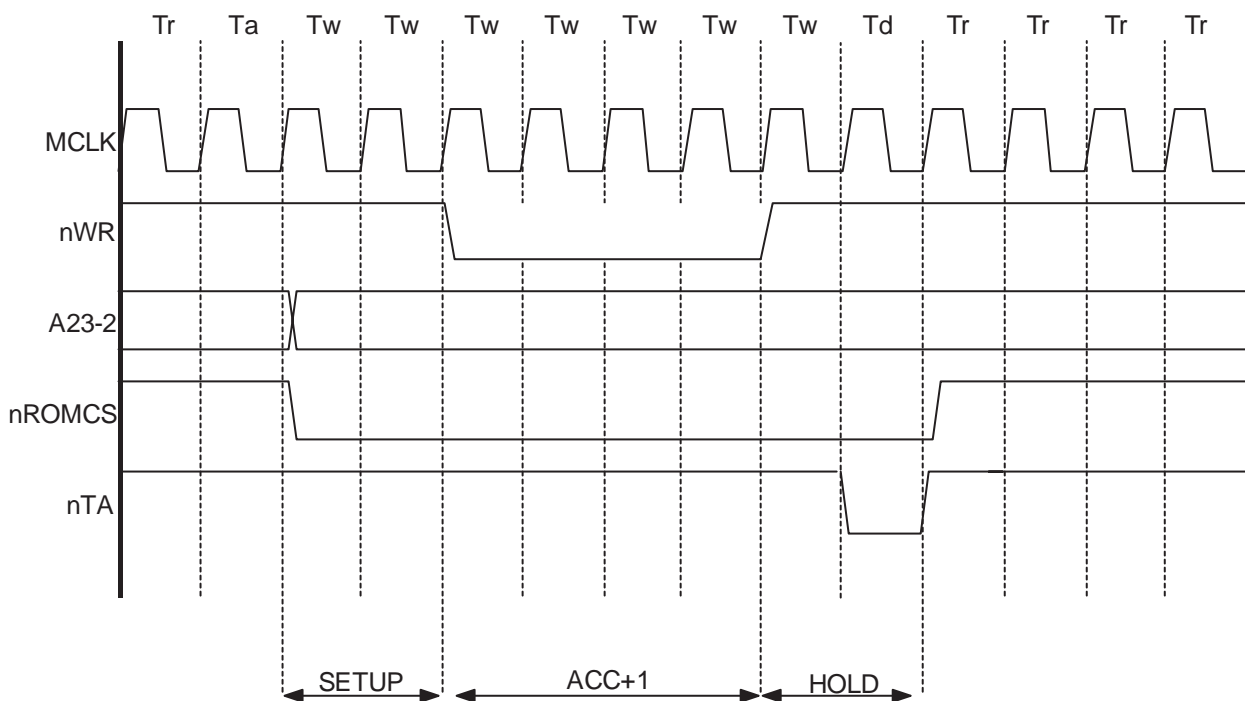 Tr Ta Tw Tw Tw Tw Tw Tw Tw Td Tr Tr Tr Tr
MCLK
nWR
A23-2
nROMCS
nTA
SETUP ACC+1 HOLD